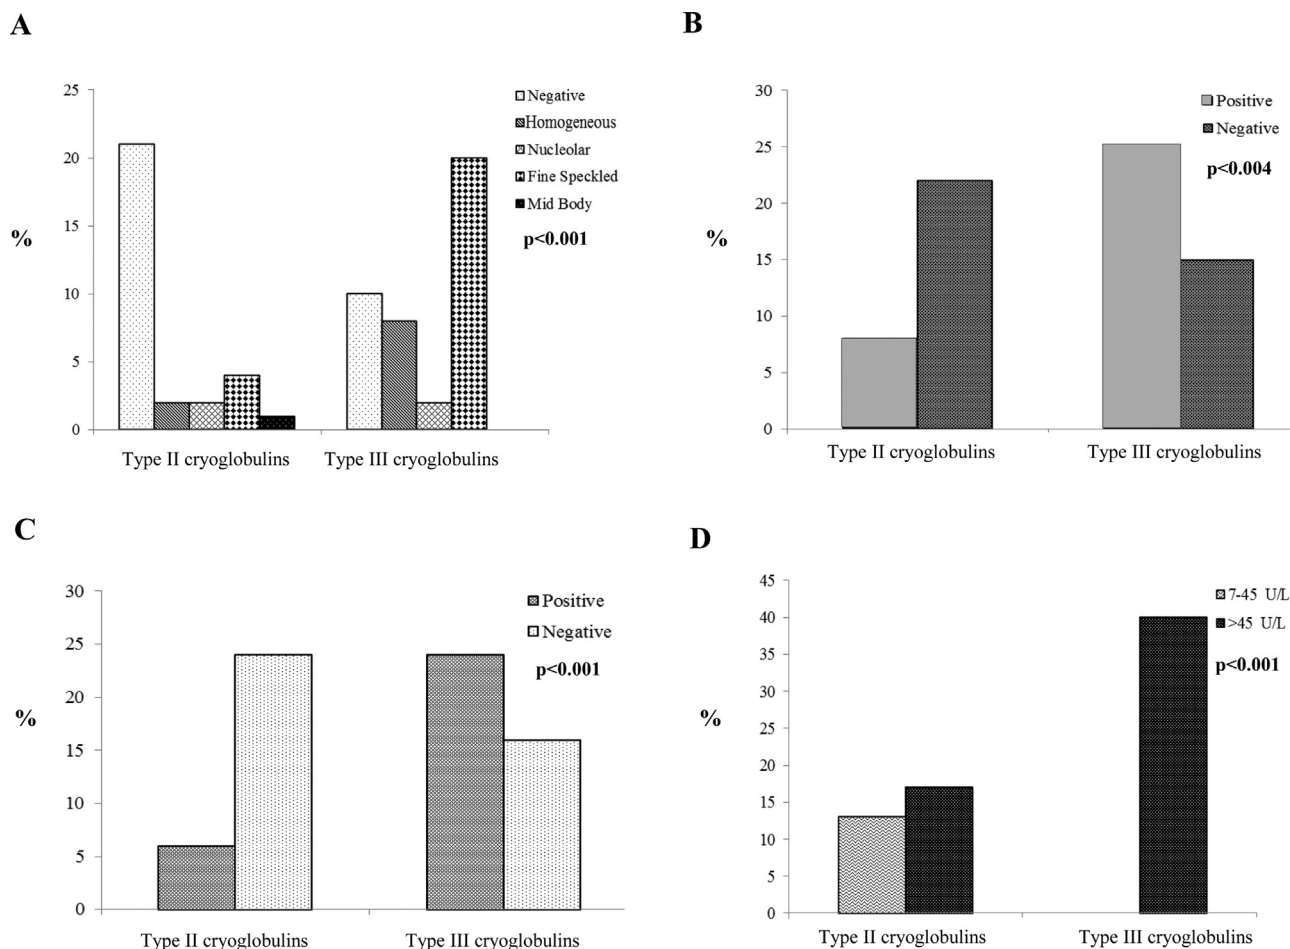 A
25
20
15
10
5
0
%
Negative
Homogeneous
Nucleolar
Fine Speckled
Mid Body
p<0.001
Type II cryoglobulins
Type III cryoglobulins
B
30
25
20
15
10
5
0
%
Positive
Negative
p<0.004
Type II cryoglobulins
Type III cryoglobulins
C
30
25
20
15
10
5
0
%
Positive
Negative
p<0.001
Type II cryoglobulins
Type III cryoglobulins
D
45
40
35
30
25
20
15
10
5
0
%
7-45 U/L
>45 U/L
p<0.001
Type II cryoglobulins
Type III cryoglobulins